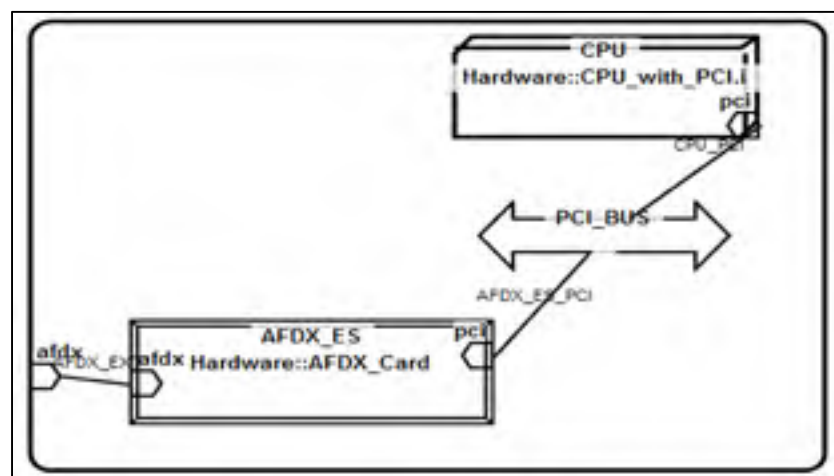 CPU
Hardware::CPU_with_PCI.i
pci
CPU_PCI
PCI_BUS
AFDX_ES_PCI
AFDX_ES
pci
afdx
afdx
Hardware::AFDX_Card